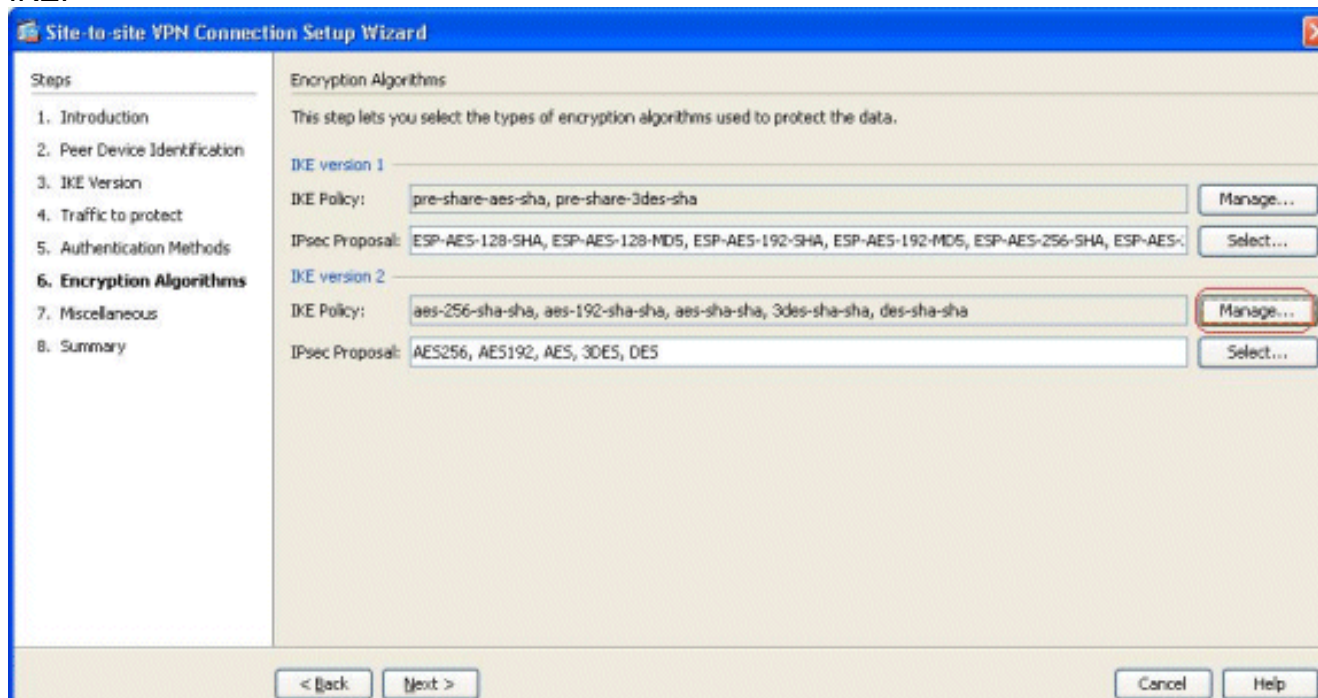 Site-to-site VPN Connection Setup Wizard
Steps
1. Introduction
2. Peer Device Identification
3. IKE Version
4. Traffic to protect
5. Authentication Methods
6. Encryption Algorithms
7. Miscellaneous
8. Summary
Encryption Algorithms
This step lets you select the types of encryption algorithms used to protect the data.
IKE version 1
IKE Policy: pre-share-aes-sha, pre-share-3des-sha Manage...
IPsec Proposal: ESP-AES-128-SHA, ESP-AES-128-MD5, ESP-AES-192-SHA, ESP-AES-192-MD5, ESP-AES-256-SHA, ESP-AES- Select...
IKE version 2
IKE Policy: aes-256-sha-sha, aes-192-sha-sha, aes-sha-sha, 3des-sha-sha, des-sha-sha Manage...
IPsec Proposal: AES256, AES192, AES, 3DES, DES Select...
< Back Next > Cancel Help